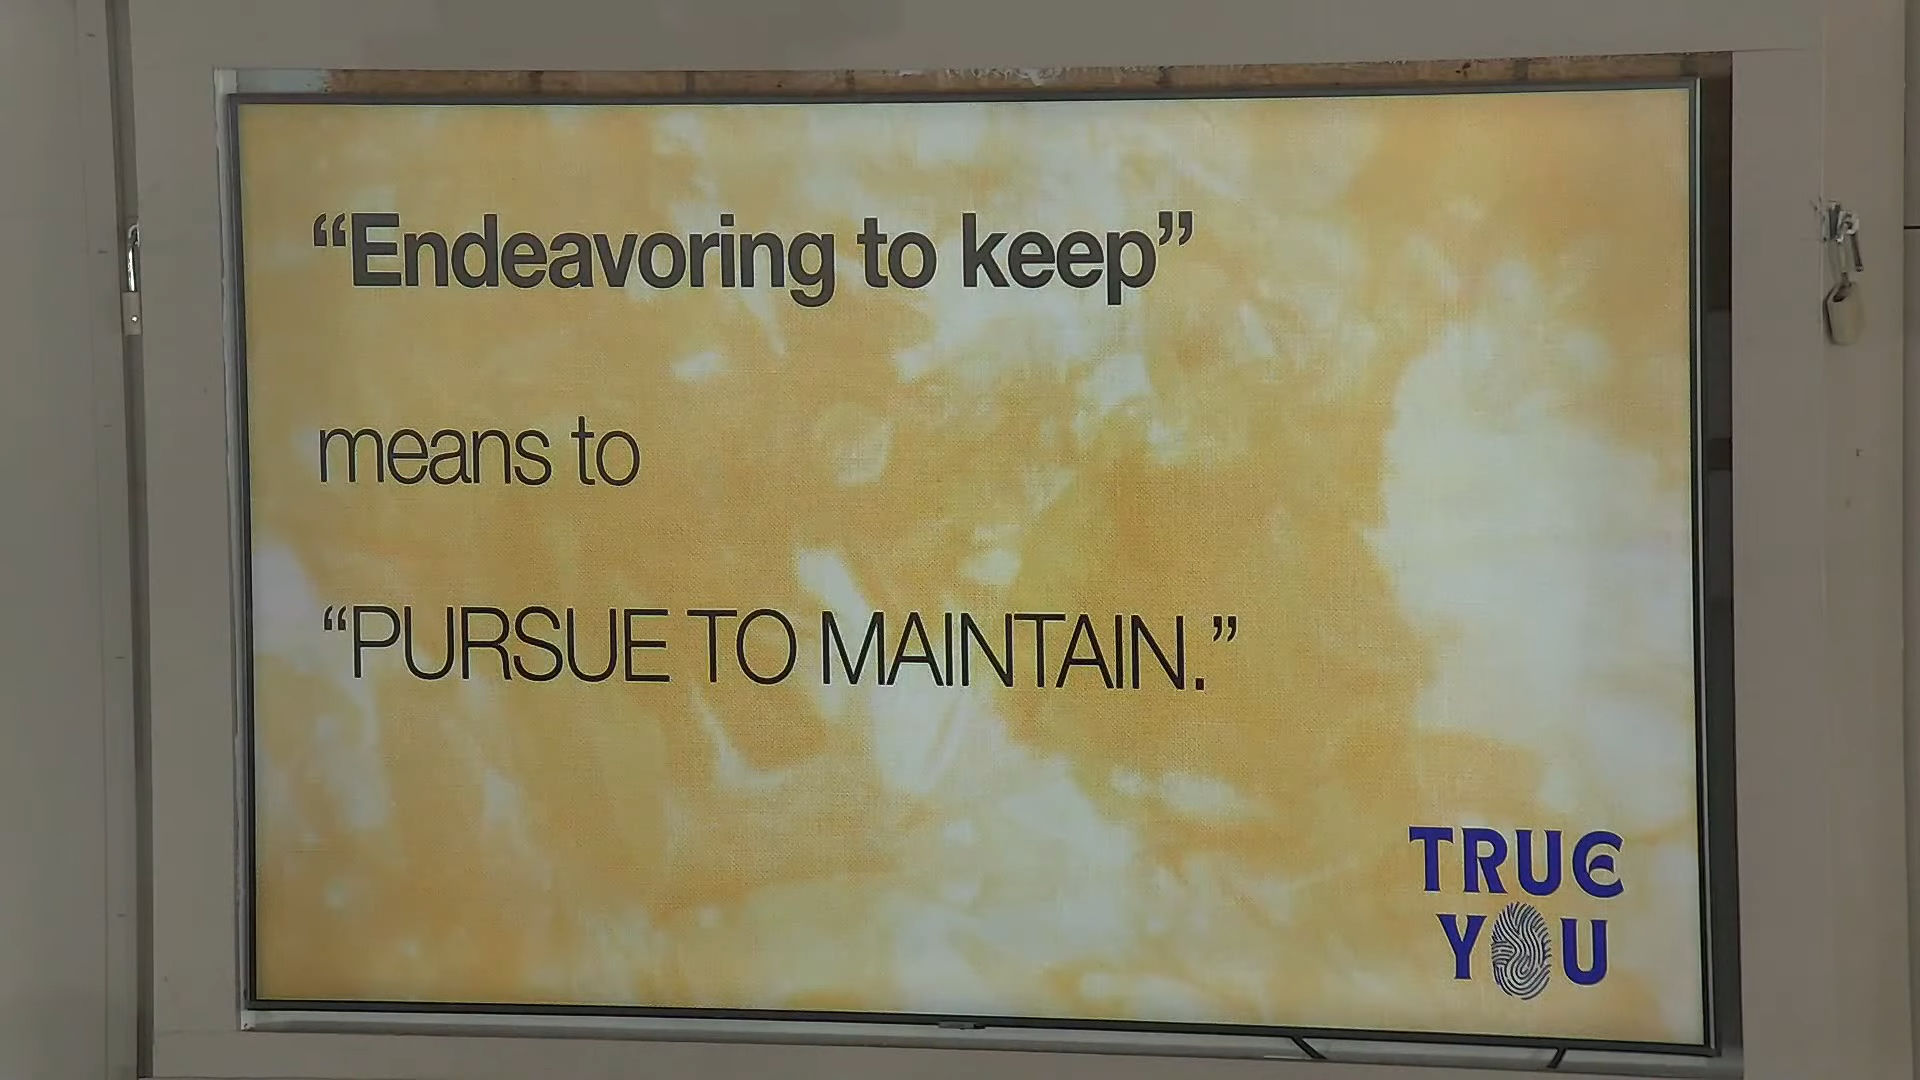 “Endeavoring to keep”
means to
“PURSUE TO MAINTAIN.”
TRUE
YOU